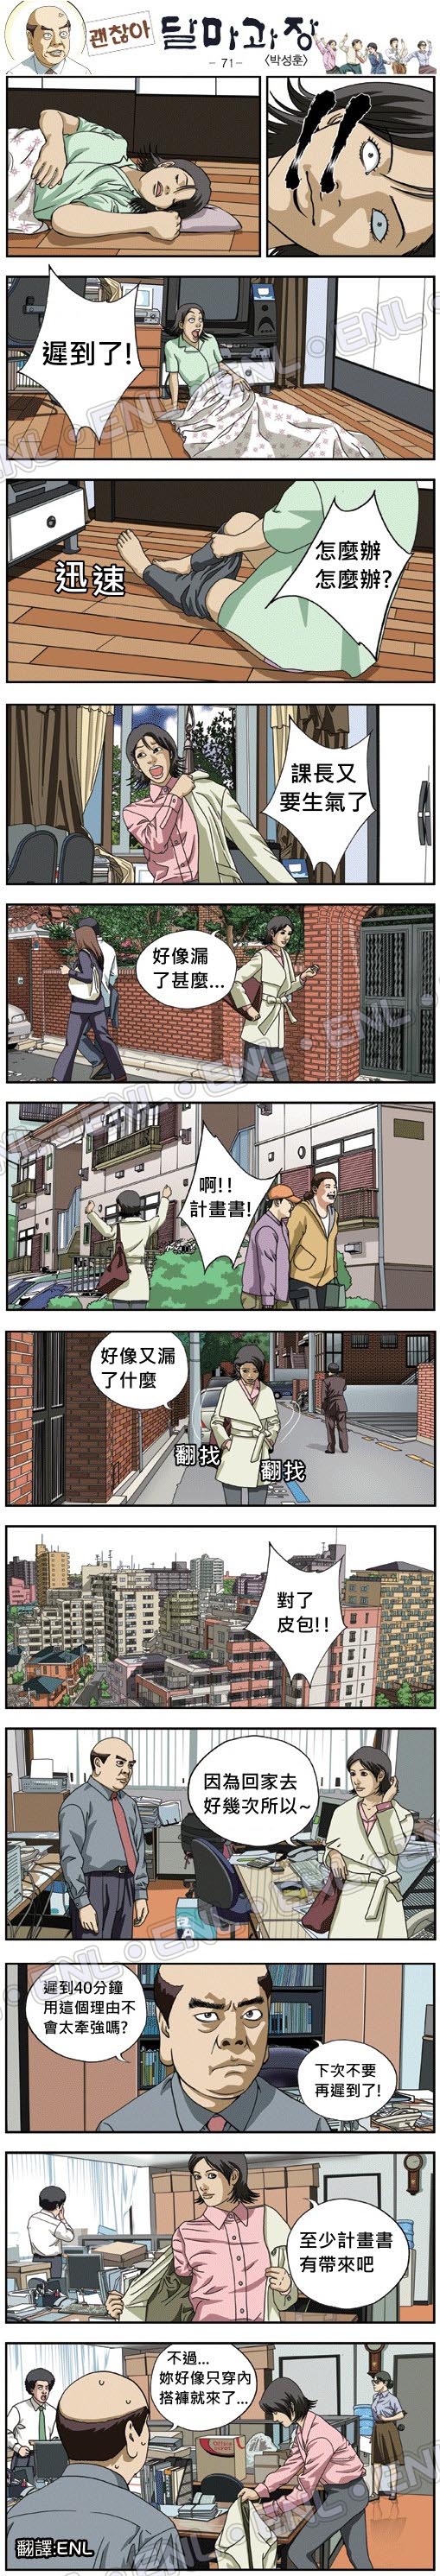 괜찮아
달마과장
- 71 -
<박성훈>
遲到了!
迅速
怎麼辦
怎麼辦?
課長又
要生氣了
好像漏
了甚麼...
啊!!
計畫書!
好像又漏
了什麼
翻找
翻找
對了
皮包!!
因為回家去
好幾次所以~
遲到40分鐘
用這個理由不
會太牽強嗎?
下次不要
再遲到了!
至少計畫書
有帶來吧
不過...
妳好像只穿內
搭褲就來了...
翻譯:ENL